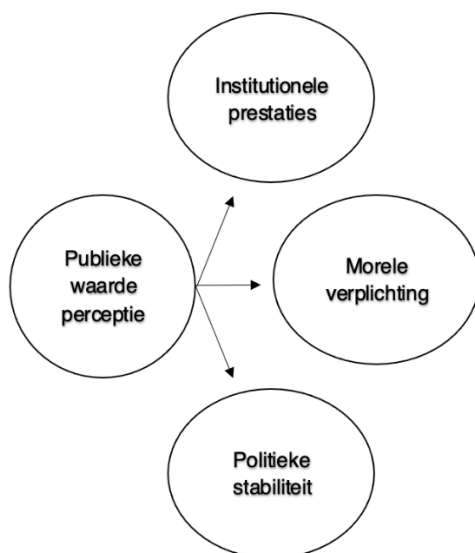 Institutionele
prestaties
Publieke
waarde
perceptie
Morele
verplichting
Politieke
stabiliteit